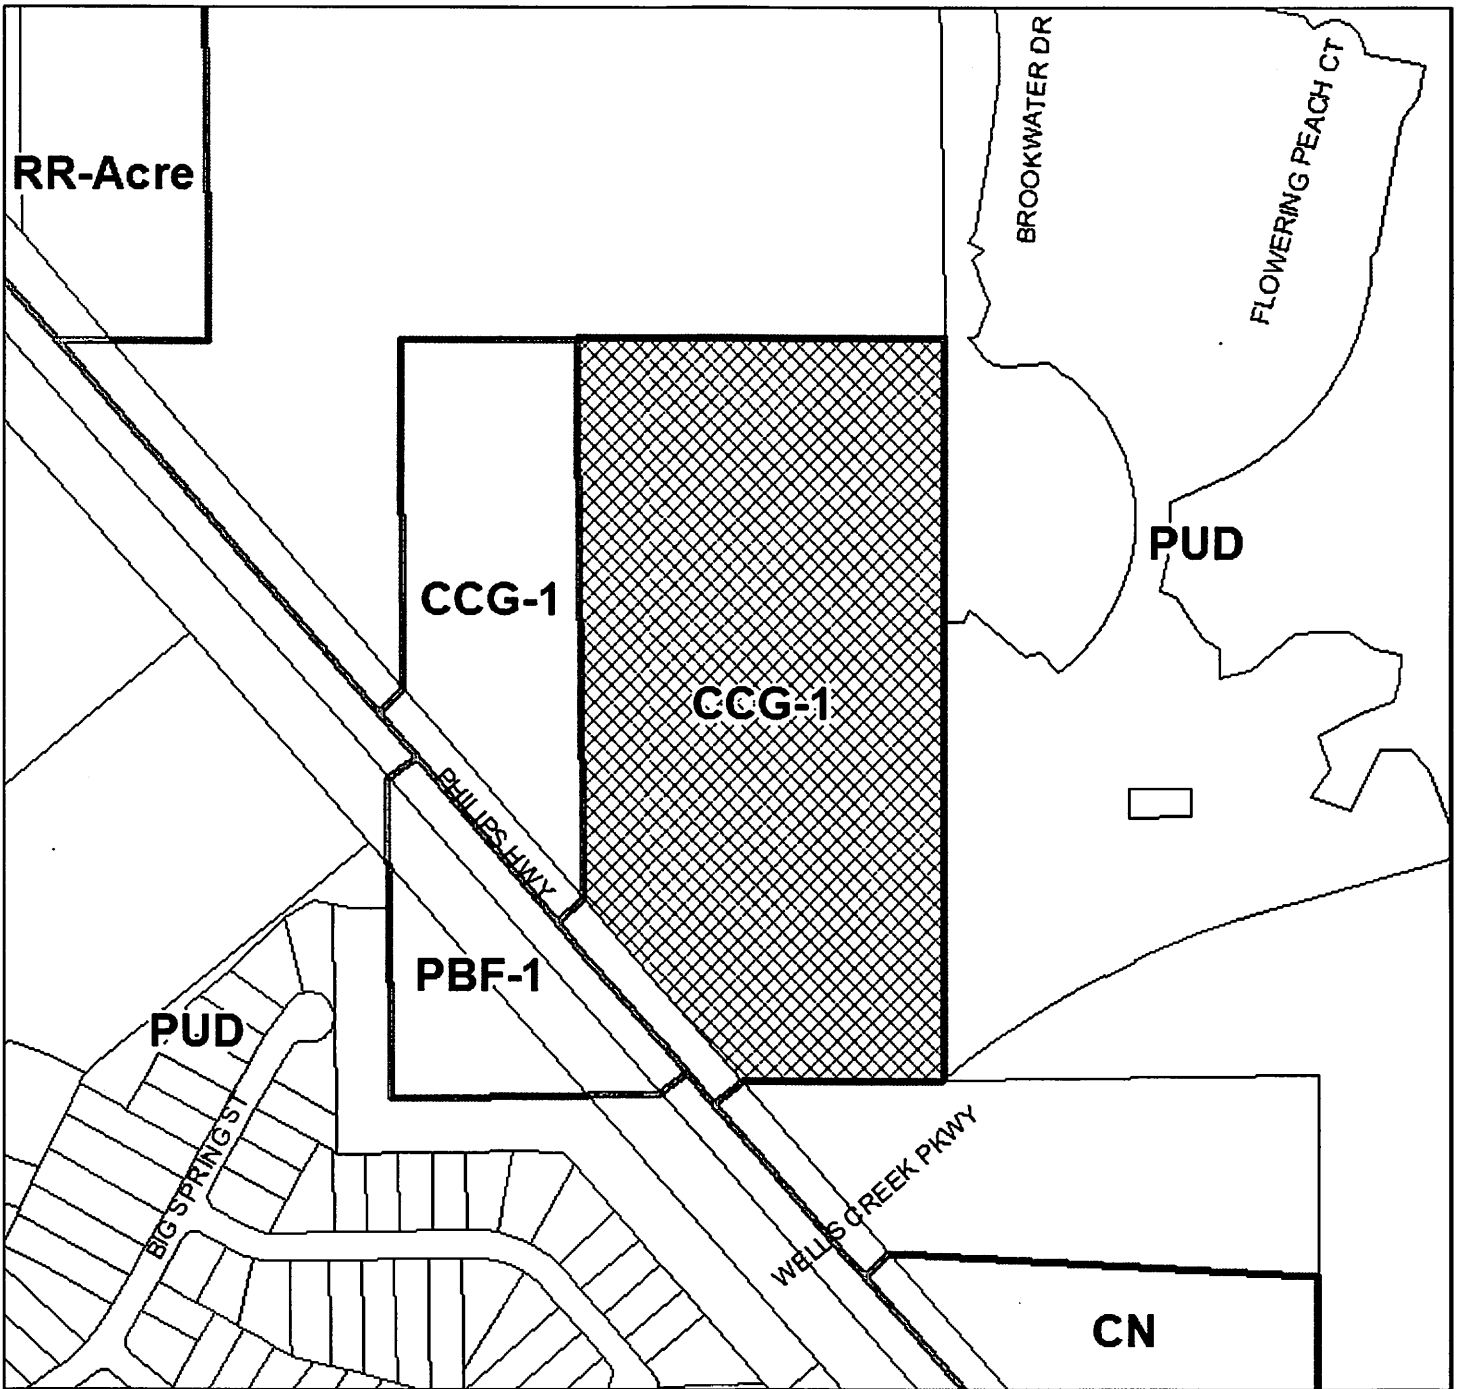 BROOKWATER DR
FLOWERING PEACH CT
RR-Acre
PUD
CCG-1
CCG-1
PHILIPS HWY
PBF-1
PUD
BIG SPRING ST
WELLS CREEK PKWY
CN